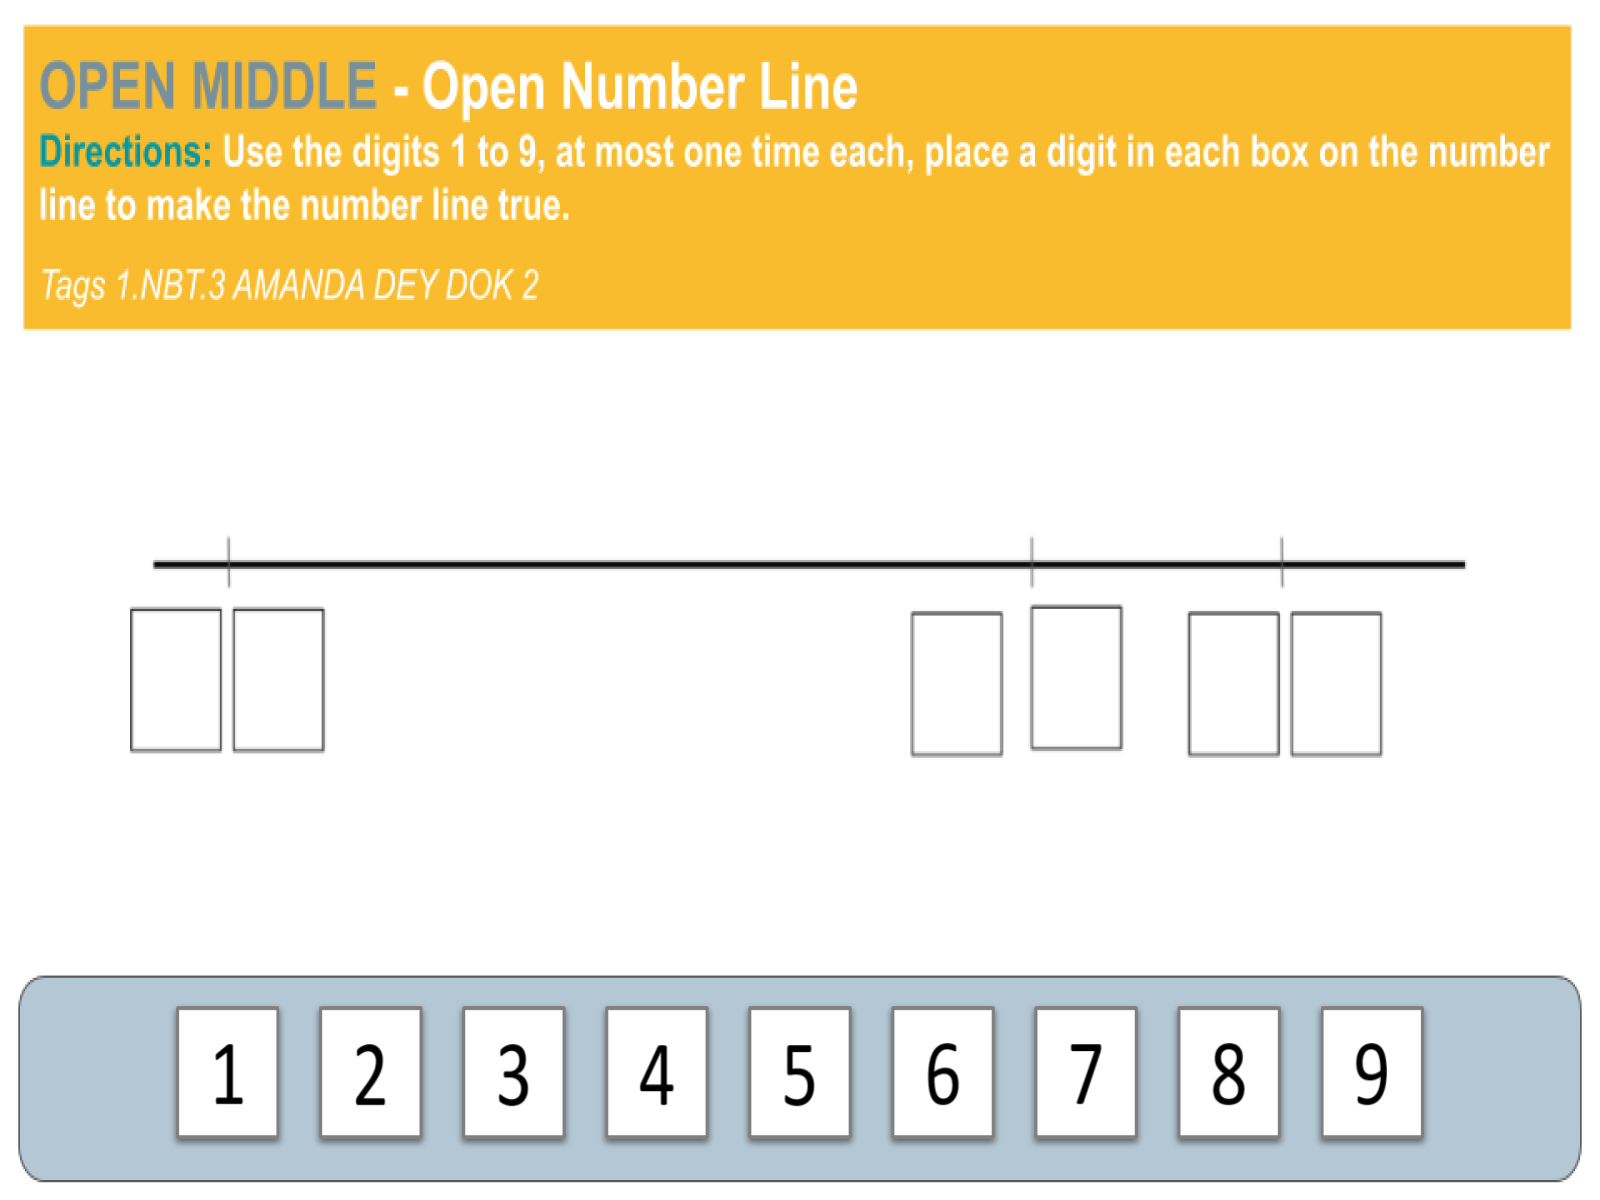 OPEN MIDDLE - Open Number Line
Directions: Use the digits 1 to 9, at most one time each, place a digit in each box on the number
line to make the number line true.
Tags 1.NBT.3 AMANDA DEY DOK 2
1 2 3 4 5 6 7 8 9